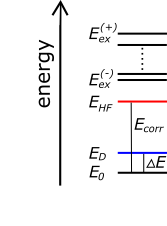 energy
E_ex^(+)
E_ex^(-)
E_HF
E_corr
E_D
ΔE
E_0